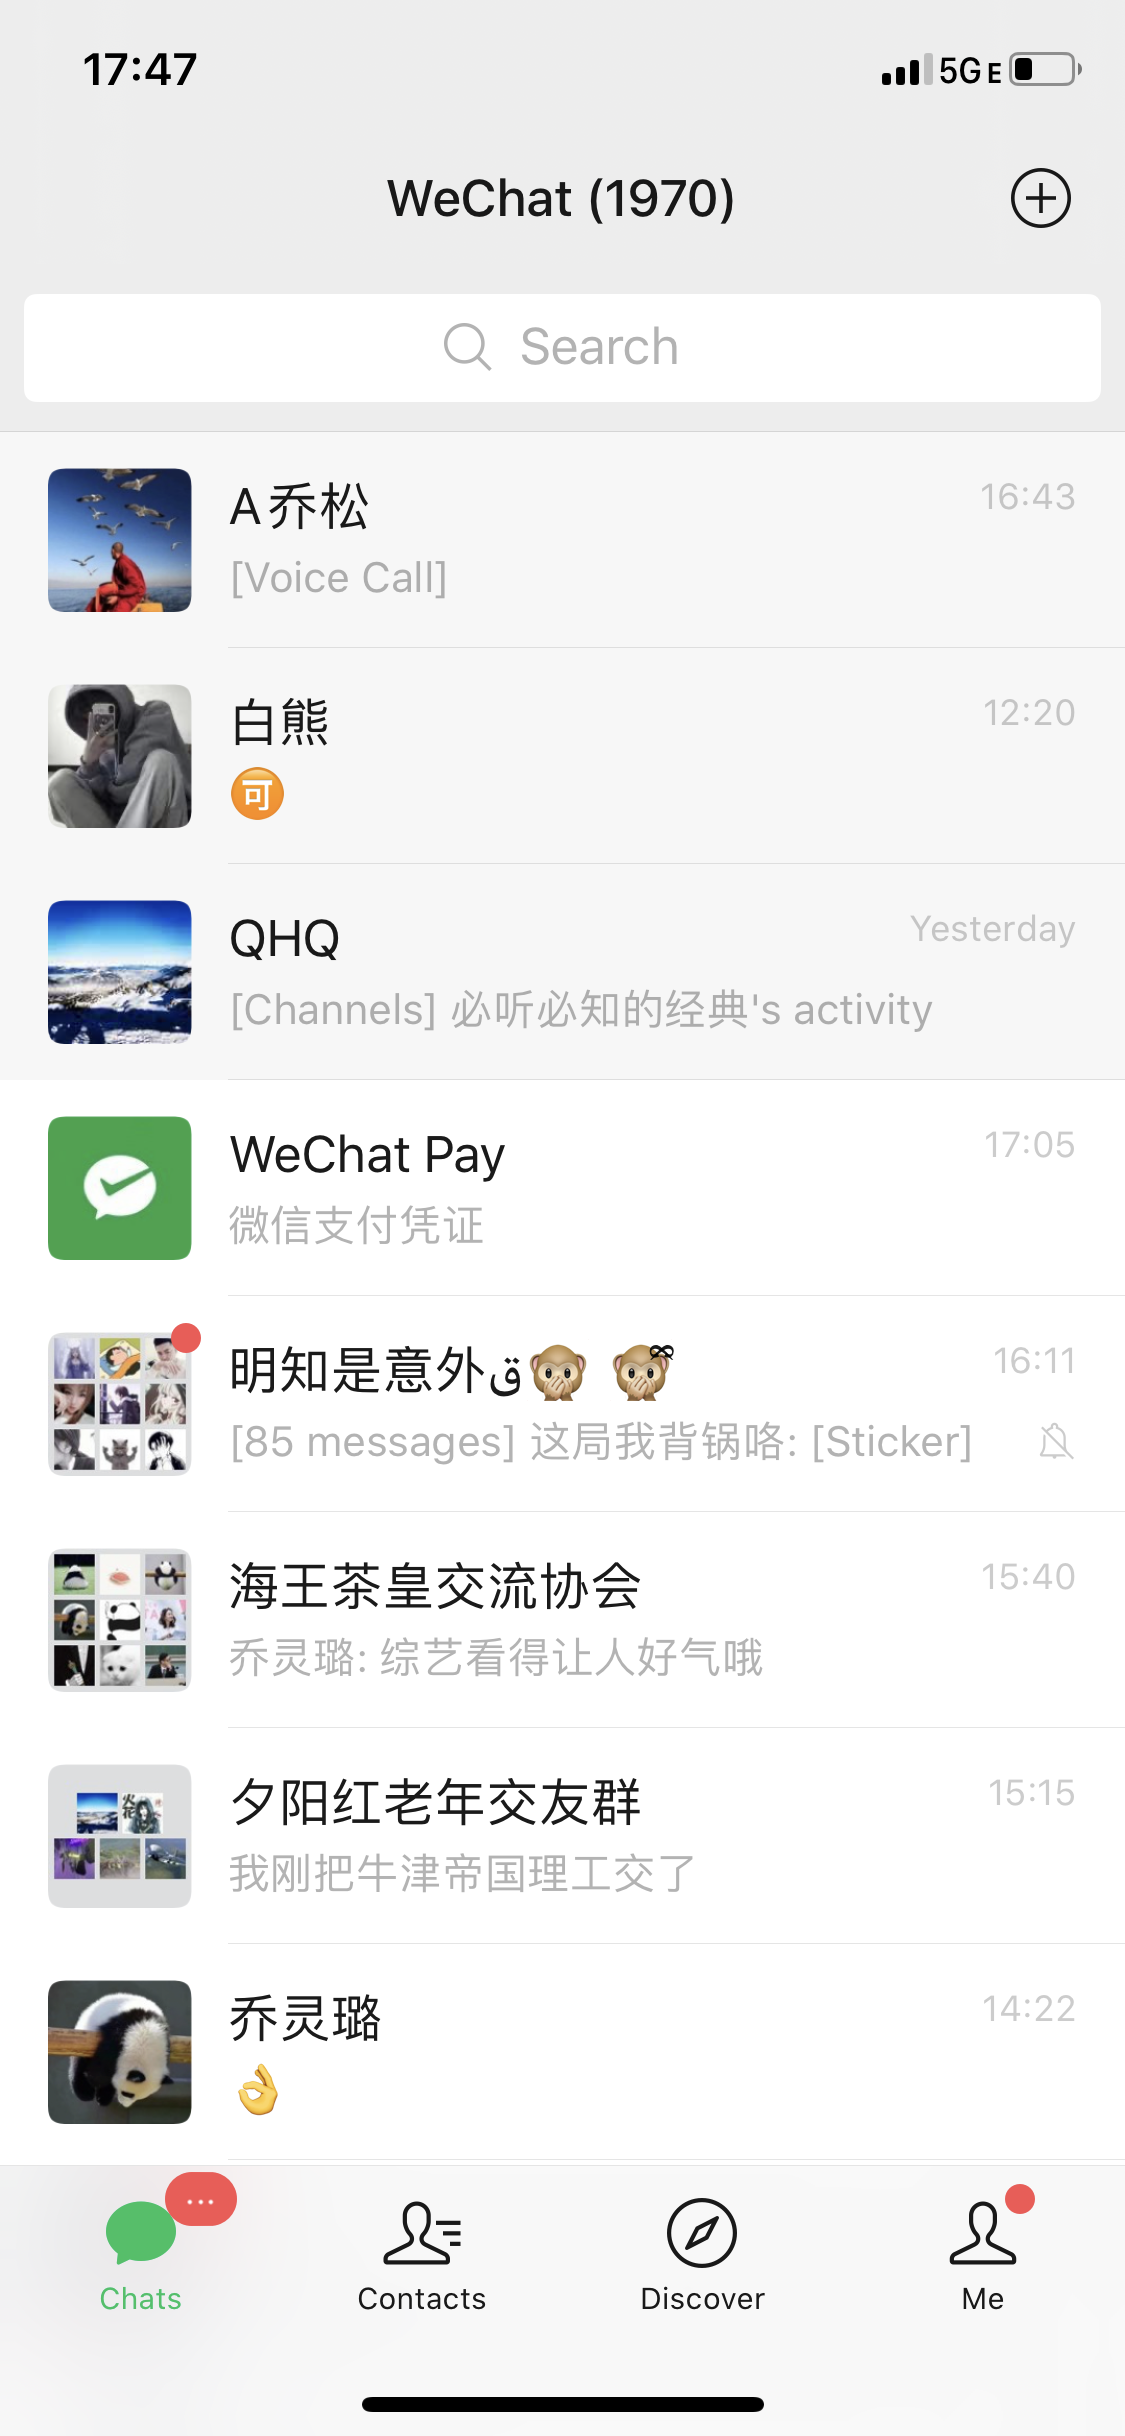 17:47
5G E
WeChat (1970)
Search
A乔松
16:43
[Voice Call]
白熊
12:20
🉑
QHQ
Yesterday
[Channels] 必听必知的经典's activity
WeChat Pay
17:05
微信支付凭证
明知是意外ق🙊 🙊∞
16:11
[85 messages] 这局我背锅咯: [Sticker]
海王茶皇交流协会
15:40
乔灵璐: 综艺看得让人好气哦
夕阳红老年交友群
15:15
我刚把牛津帝国理工交了
乔灵璐
14:22
👌
...
Chats
Contacts
Discover
Me